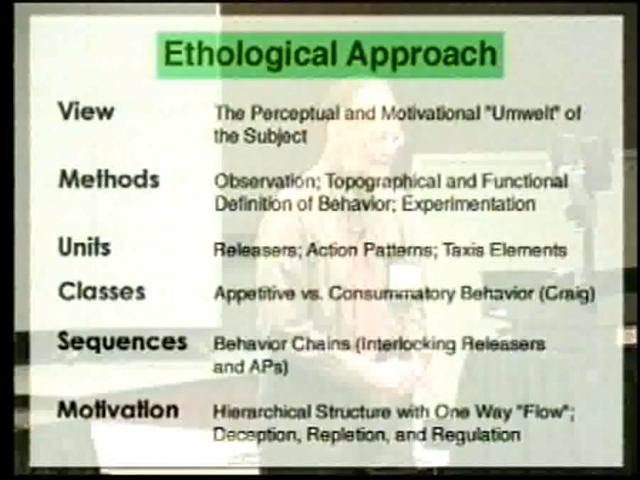 Ethological Approach
View
The Perceptual and Motivational "Umwelt" of
the Subject
Methods
Observation; Topographical and Functional
Definition of Behavior; Experimentation
Units
Releasers; Action Patterns; Taxis Elements
Classes
Appetitive vs. Consummatory Behavior (Craig)
Sequences
Behavior Chains (Interlocking Releasers
and APs)
Motivation
Hierarchical Structure with One Way "Flow";
Deception, Repletion, and Regulation